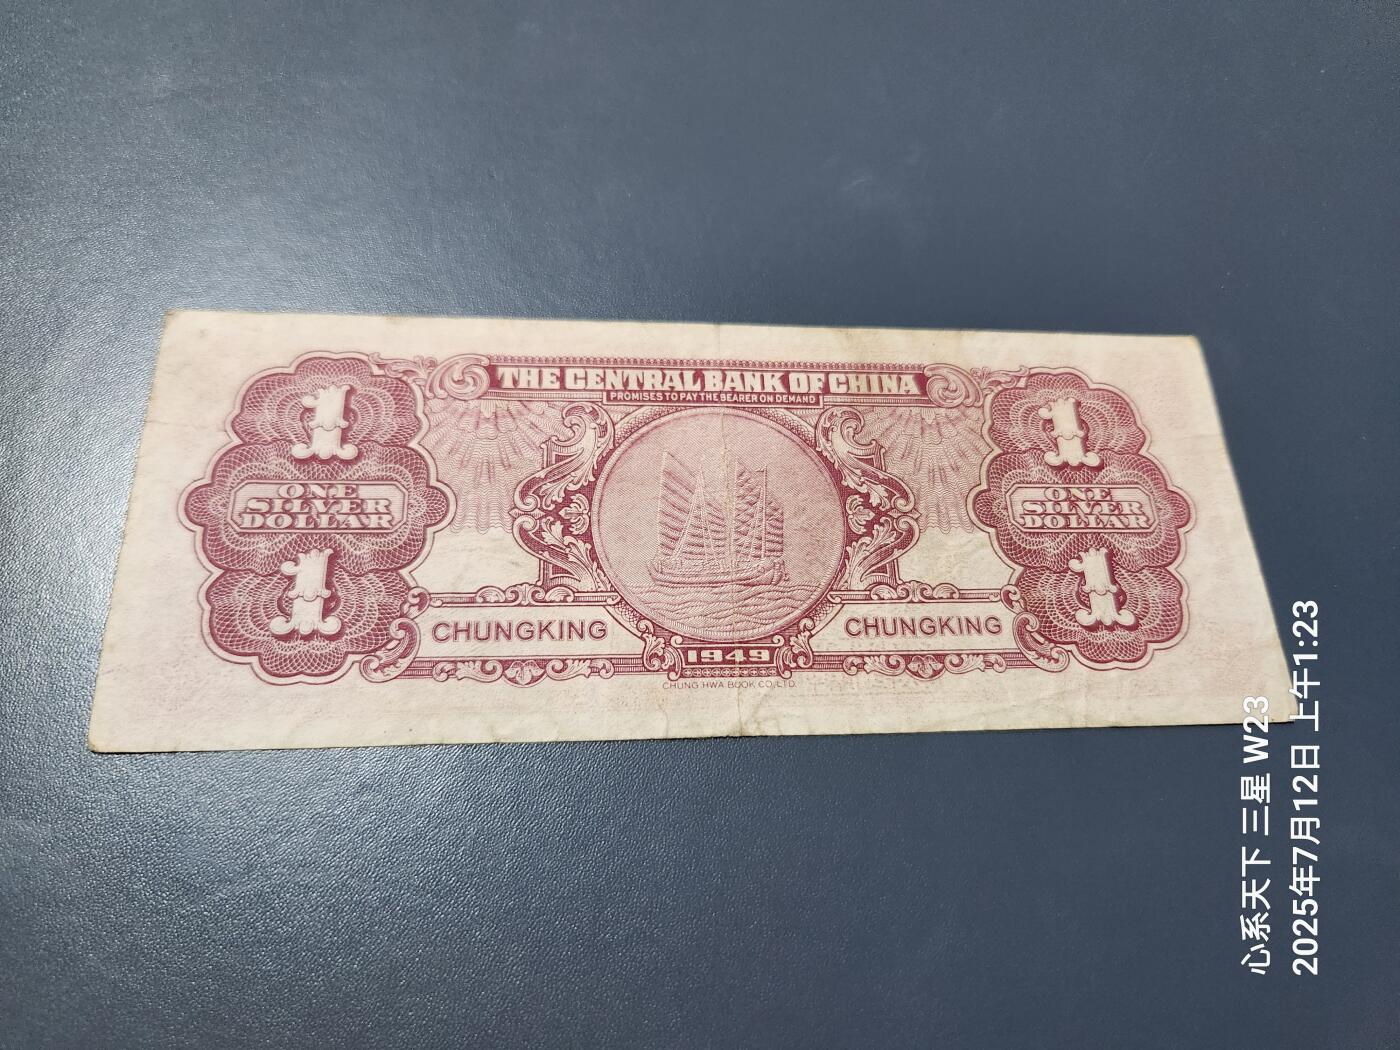 THE CENTRAL BANK OF CHINA
PROMISES TO PAY THE BEARER ON DEMAND
1
1
ONE
SILVER
DOLLAR
ONE
SILVER
DOLLAR
1
1
CHUNGKING
CHUNGKING
1949
CHUNG HWA BOOK CO. LTD.
心系天下 三星 W23
2025年7月12日 上午1:23